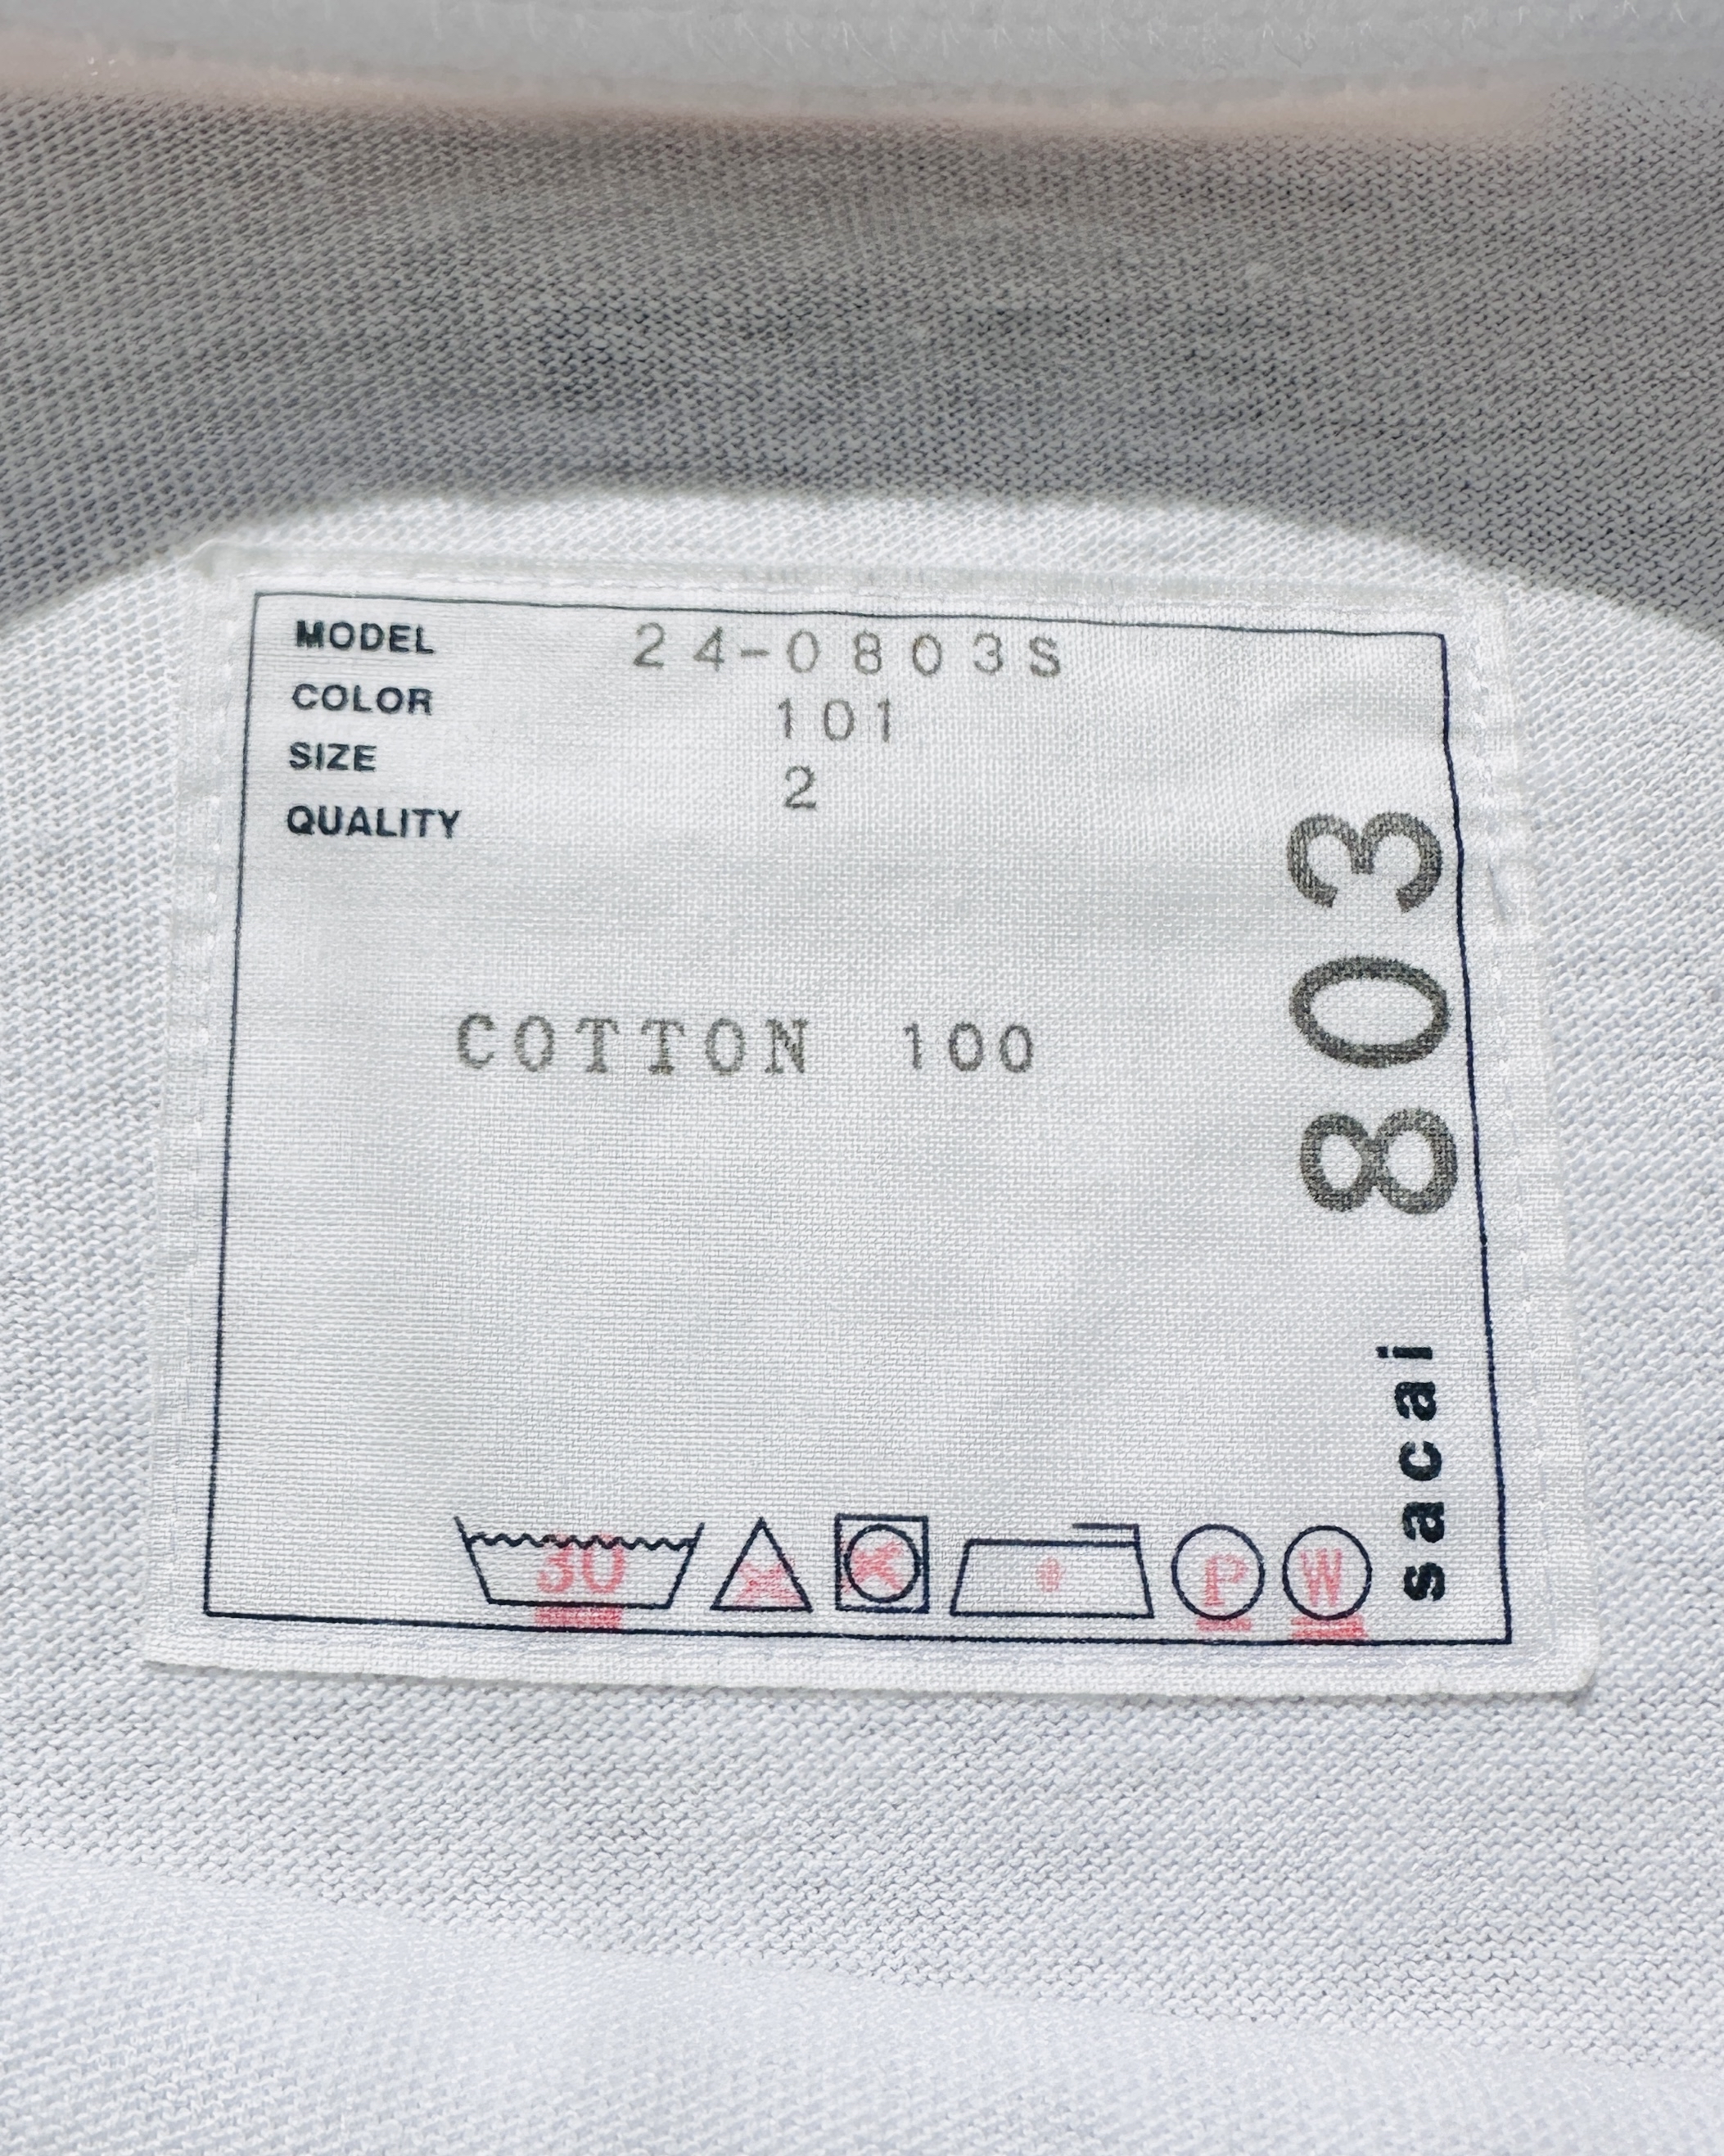 MODEL 24-0803S
COLOR 101
SIZE 2
QUALITY
COTTON 100
sacai 803
30
P
W